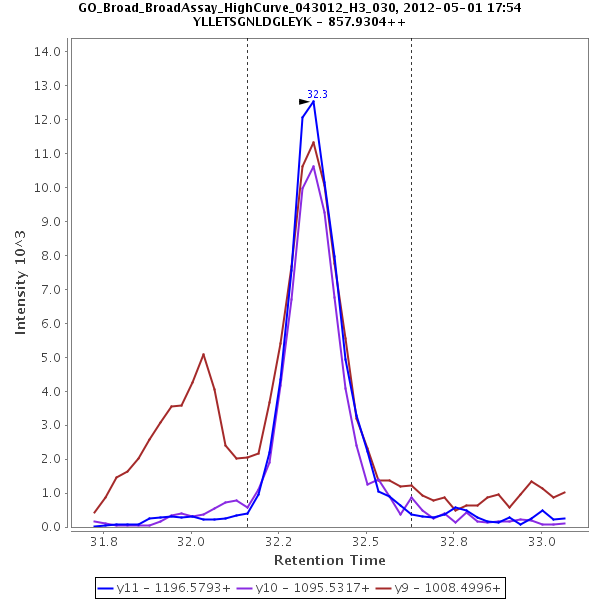 GO_Broad_BroadAssay_HighCurve_043012_H3_030, 2012-05-01 17:54
YLLETSGNLDGLEYK - 857.9304++
32.3
14.0
13.0
12.0
11.0
10.0
9.0
8.0
7.0
6.0
5.0
4.0
3.0
2.0
1.0
0.0
Intensity 10^3
31.8 32.0 32.2 32.5 32.8 33.0
Retention Time
y11 - 1196.5793+ y10 - 1095.5317+ y9 - 1008.4996+